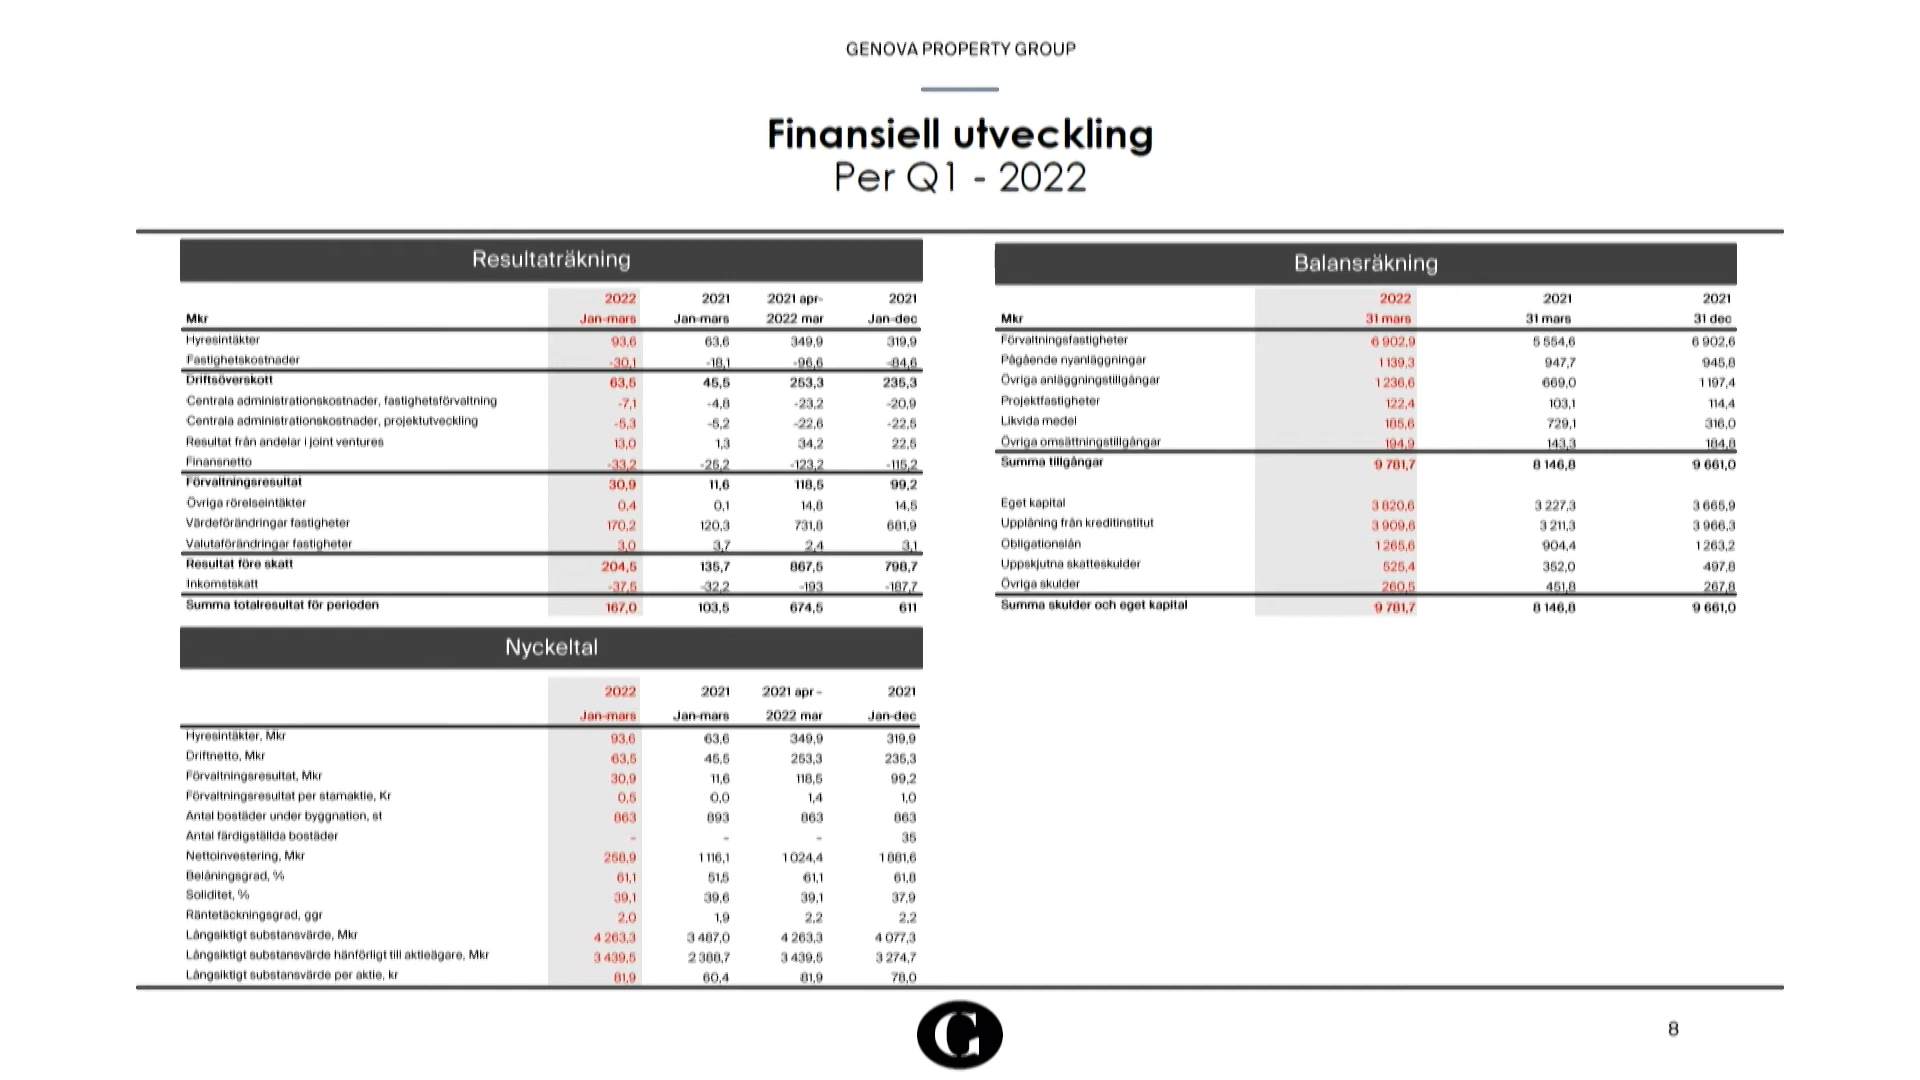 GENOVA PROPERTY GROUP
Finansiell utveckling
Per Q1 - 2022
Resultaträkning
2022 2021 2021 apr- 2021
Mkr Jan-mars Jan-mars 2022 mar Jan-dec
Hyresintäkter 93,6 63,6 349,9 319,9
Fastighetskostnader -30,1 -18,1 -96,6 -84,6
Driftsöverskott 63,5 45,5 253,3 235,3
Centrala administrationskostnader, fastighetsförvaltning -7,1 -4,8 -23,2 -20,9
Centrala administrationskostnader, projektutveckling -5,3 -5,2 -22,6 -22,5
Resultat från andelar i joint ventures 13,0 1,3 34,2 22,5
Finansnetto -33,2 -25,2 -123,2 -115,2
Förvaltningsresultat 30,9 11,6 118,5 99,2
Övriga rörelseintäkter 0,4 0,1 14,8 14,5
Värdeförändringar fastigheter 170,2 120,3 731,8 681,9
Valutaförändringar fastigheter 3,0 3,7 2,4 3,1
Resultat före skatt 204,5 135,7 867,5 798,7
Inkomstskatt -37,5 -32,2 -193 -187,7
Summa totalresultat för perioden 167,0 103,5 674,5 611
Nyckeltal
2022 2021 2021 apr - 2021
Jan-mars Jan-mars 2022 mar Jan-dec
Hyresintäkter, Mkr 93,6 63,6 349,9 319,9
Driftnetto, Mkr 63,5 45,5 253,3 235,3
Förvaltningsresultat, Mkr 30,9 11,6 118,5 99,2
Förvaltningsresultat per stamaktie, Kr 0,5 0,0 1,4 1,0
Antal bostäder under byggnation, st 863 893 863 863
Antal färdigställda bostäder - - - 35
Nettoinvestering, Mkr 258,9 1 116,1 1 024,4 1 881,6
Belåningsgrad, % 61,1 51,5 61,1 61,8
Soliditet, % 39,1 39,6 39,1 37,9
Räntetäckningsgrad, ggr 2,0 1,9 2,2 2,2
Långsiktigt substansvärde, Mkr 4 263,3 3 487,0 4 263,3 4 077,3
Långsiktigt substansvärde hänförligt till aktieägare, Mkr 3 439,5 2 388,7 3 439,5 3 274,7
Långsiktigt substansvärde per aktie, kr 81,9 60,4 81,9 78,0
Balansräkning
2022 2021 2021
Mkr 31 mars 31 mars 31 dec
Förvaltningsfastigheter 6 902,9 5 554,6 6 902,6
Pågående nyanläggningar 1 139,3 947,7 945,8
Övriga anläggningstillgångar 1 236,6 669,0 1 197,4
Projektfastigheter 122,4 103,1 114,4
Likvida medel 185,6 729,1 316,0
Övriga omsättningstillgångar 194,9 143,3 184,8
Summa tillgångar 9 781,7 8 146,8 9 661,0
Eget kapital 3 820,6 3 227,3 3 665,9
Upplåning från kreditinstitut 3 909,6 3 211,3 3 966,3
Obligationslån 1 265,6 904,4 1 263,2
Uppskjutna skatteskulder 525,4 352,0 497,8
Övriga skulder 260,5 451,8 267,8
Summa skulder och eget kapital 9 781,7 8 146,8 9 661,0
G
8